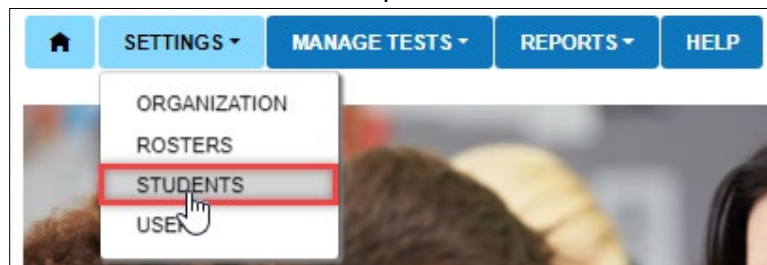 SETTINGS MANAGE TESTS REPORTS HELP
ORGANIZATION
ROSTERS
STUDENTS